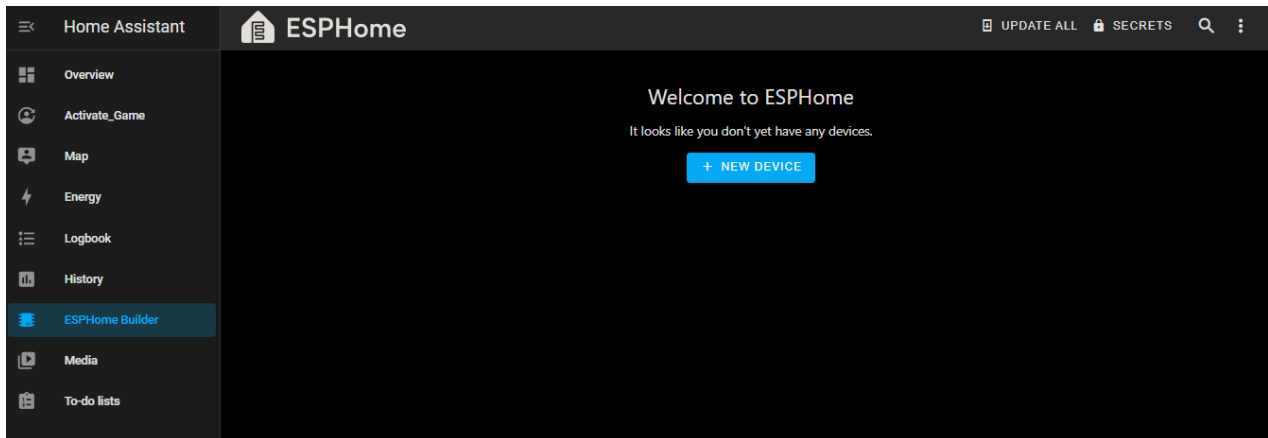 Home Assistant
ESPHome
UPDATE ALL
SECRETS
Overview
Activate_Game
Map
Energy
Logbook
History
ESPHome Builder
Media
To-do lists
Welcome to ESPHome
It looks like you don't yet have any devices.
+ NEW DEVICE